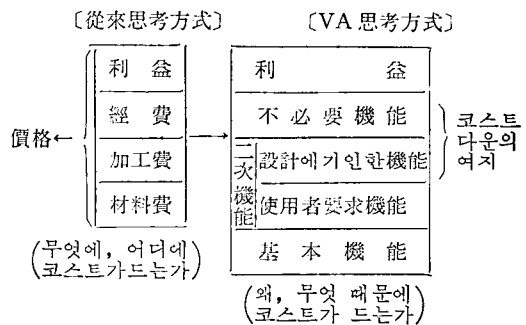 〔從來思考方式〕 〔VA 思考方式〕
利 益
經 費
加工費
材料費
價格←
利 益
不 必 要 機 能
二次機能
設計에기인한機能
使用者要求機能
基 本 機 能
코스트
다운의
여지
(무엇에, 어디에
코스트가드는가)
(왜, 무엇 때문에
코스트가 드는가)